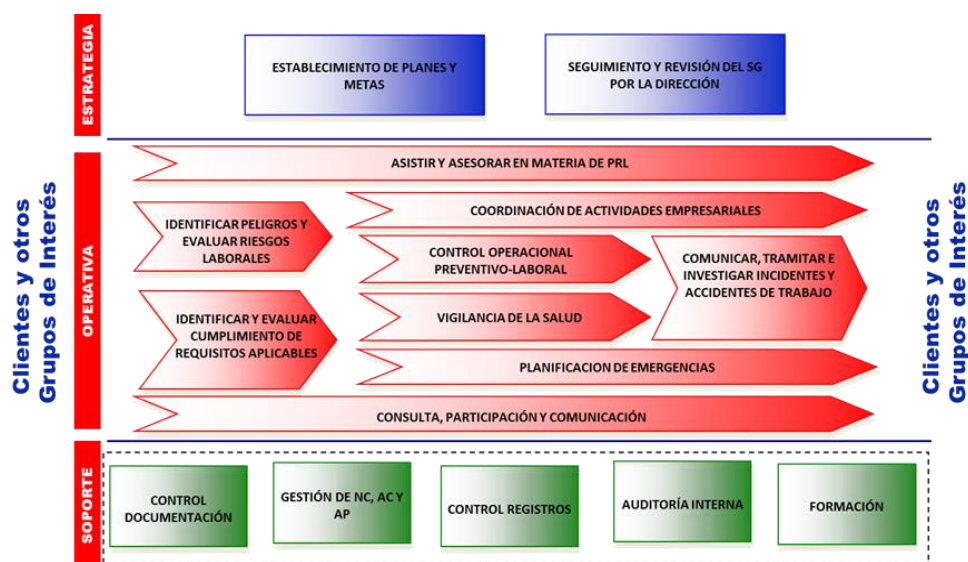 ESTRATEGIA
ESTABLECIMIENTO DE PLANES Y
METAS
SEGUIMIENTO Y REVISIÓN DEL SG
POR LA DIRECCIÓN
Clientes y otros
Grupos de Interés
OPERATIVA
ASISTIR Y ASESORAR EN MATERIA DE PRL
IDENTIFICAR PELIGROS Y
EVALUAR RIESGOS
LABORALES
COORDINACIÓN DE ACTIVIDADES EMPRESARIALES
CONTROL OPERACIONAL
PREVENTIVO-LABORAL
COMUNICAR, TRAMITAR E
INVESTIGAR INCIDENTES Y
ACCIDENTES DE TRABAJO
IDENTIFICAR Y EVALUAR
CUMPLIMIENTO DE
REQUISITOS APLICABLES
VIGILANCIA DE LA SALUD
PLANIFICACION DE EMERGENCIAS
CONSULTA, PARTICIPACIÓN Y COMUNICACIÓN
Clientes y otros
Grupos de Interés
SOPORTE
CONTROL
DOCUMENTACIÓN
GESTIÓN DE NC, AC Y
AP
CONTROL REGISTROS
AUDITORÍA INTERNA
FORMACIÓN